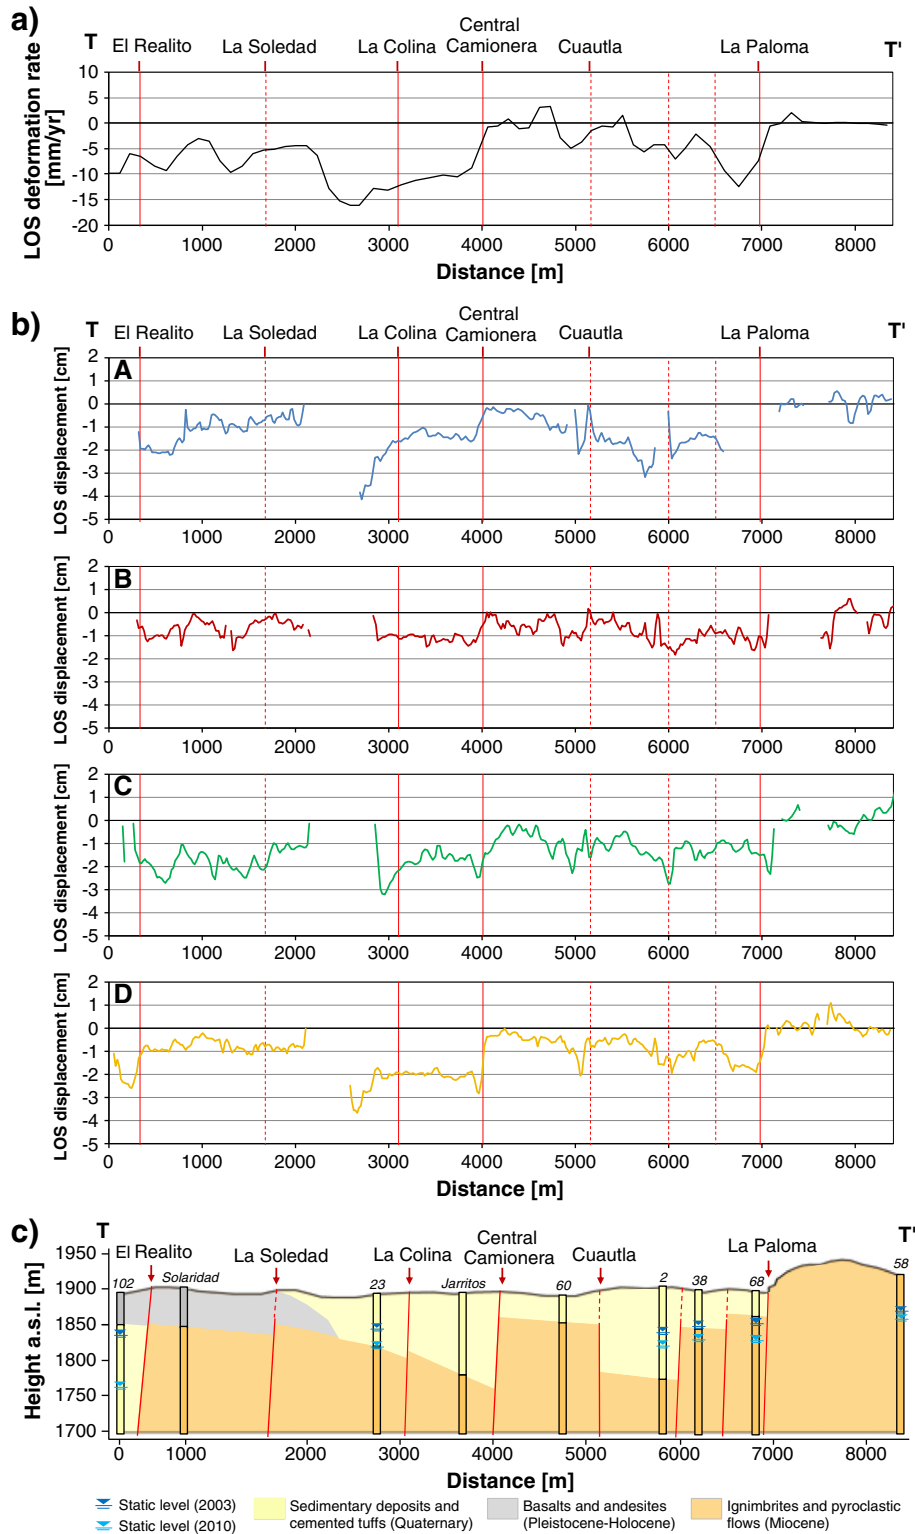 a)
T
El Realito
La Soledad
La Colina
Central
Camionera
Cuautla
La Paloma
T'
LOS deformation rate
[mm/yr]
10
5
0
-5
-10
-15
-20
0 1000 2000 3000 4000 5000 6000 7000 8000
Distance [m]
b)
T
El Realito
La Soledad
La Colina
Central
Camionera
Cuautla
La Paloma
T'
A
LOS displacement [cm]
2
1
0
-1
-2
-3
-4
-5
0 1000 2000 3000 4000 5000 6000 7000 8000
B
LOS displacement [cm]
2
1
0
-1
-2
-3
-4
-5
0 1000 2000 3000 4000 5000 6000 7000 8000
C
LOS displacement [cm]
2
1
0
-1
-2
-3
-4
-5
0 1000 2000 3000 4000 5000 6000 7000 8000
D
LOS displacement [cm]
2
1
0
-1
-2
-3
-4
-5
0 1000 2000 3000 4000 5000 6000 7000 8000
Distance [m]
c)
T
El Realito
La Soledad
La Colina
Central
Camionera
Cuautla
La Paloma
T'
102
Solaridad
23
Jarritos
60
2
38
68
58
Height a.s.l. [m]
1950
1900
1850
1800
1750
1700
0 1000 2000 3000 4000 5000 6000 7000 8000
Distance [m]
Static level (2003)
Static level (2010)
Sedimentary deposits and
cemented tuffs (Quaternary)
Basalts and andesites
(Pleistocene-Holocene)
Ignimbrites and pyroclastic
flows (Miocene)